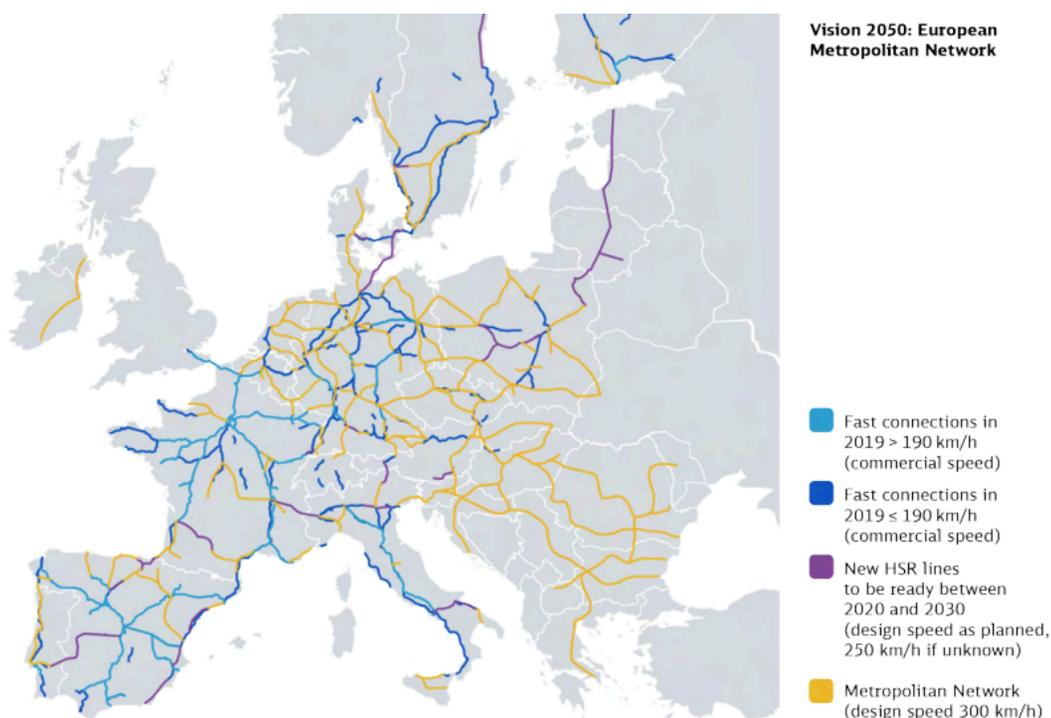 Vision 2050: European
Metropolitan Network
Fast connections in
2019 > 190 km/h
(commercial speed)
Fast connections in
2019 ≤ 190 km/h
(commercial speed)
New HSR lines
to be ready between
2020 and 2030
(design speed as planned,
250 km/h if unknown)
Metropolitan Network
(design speed 300 km/h)